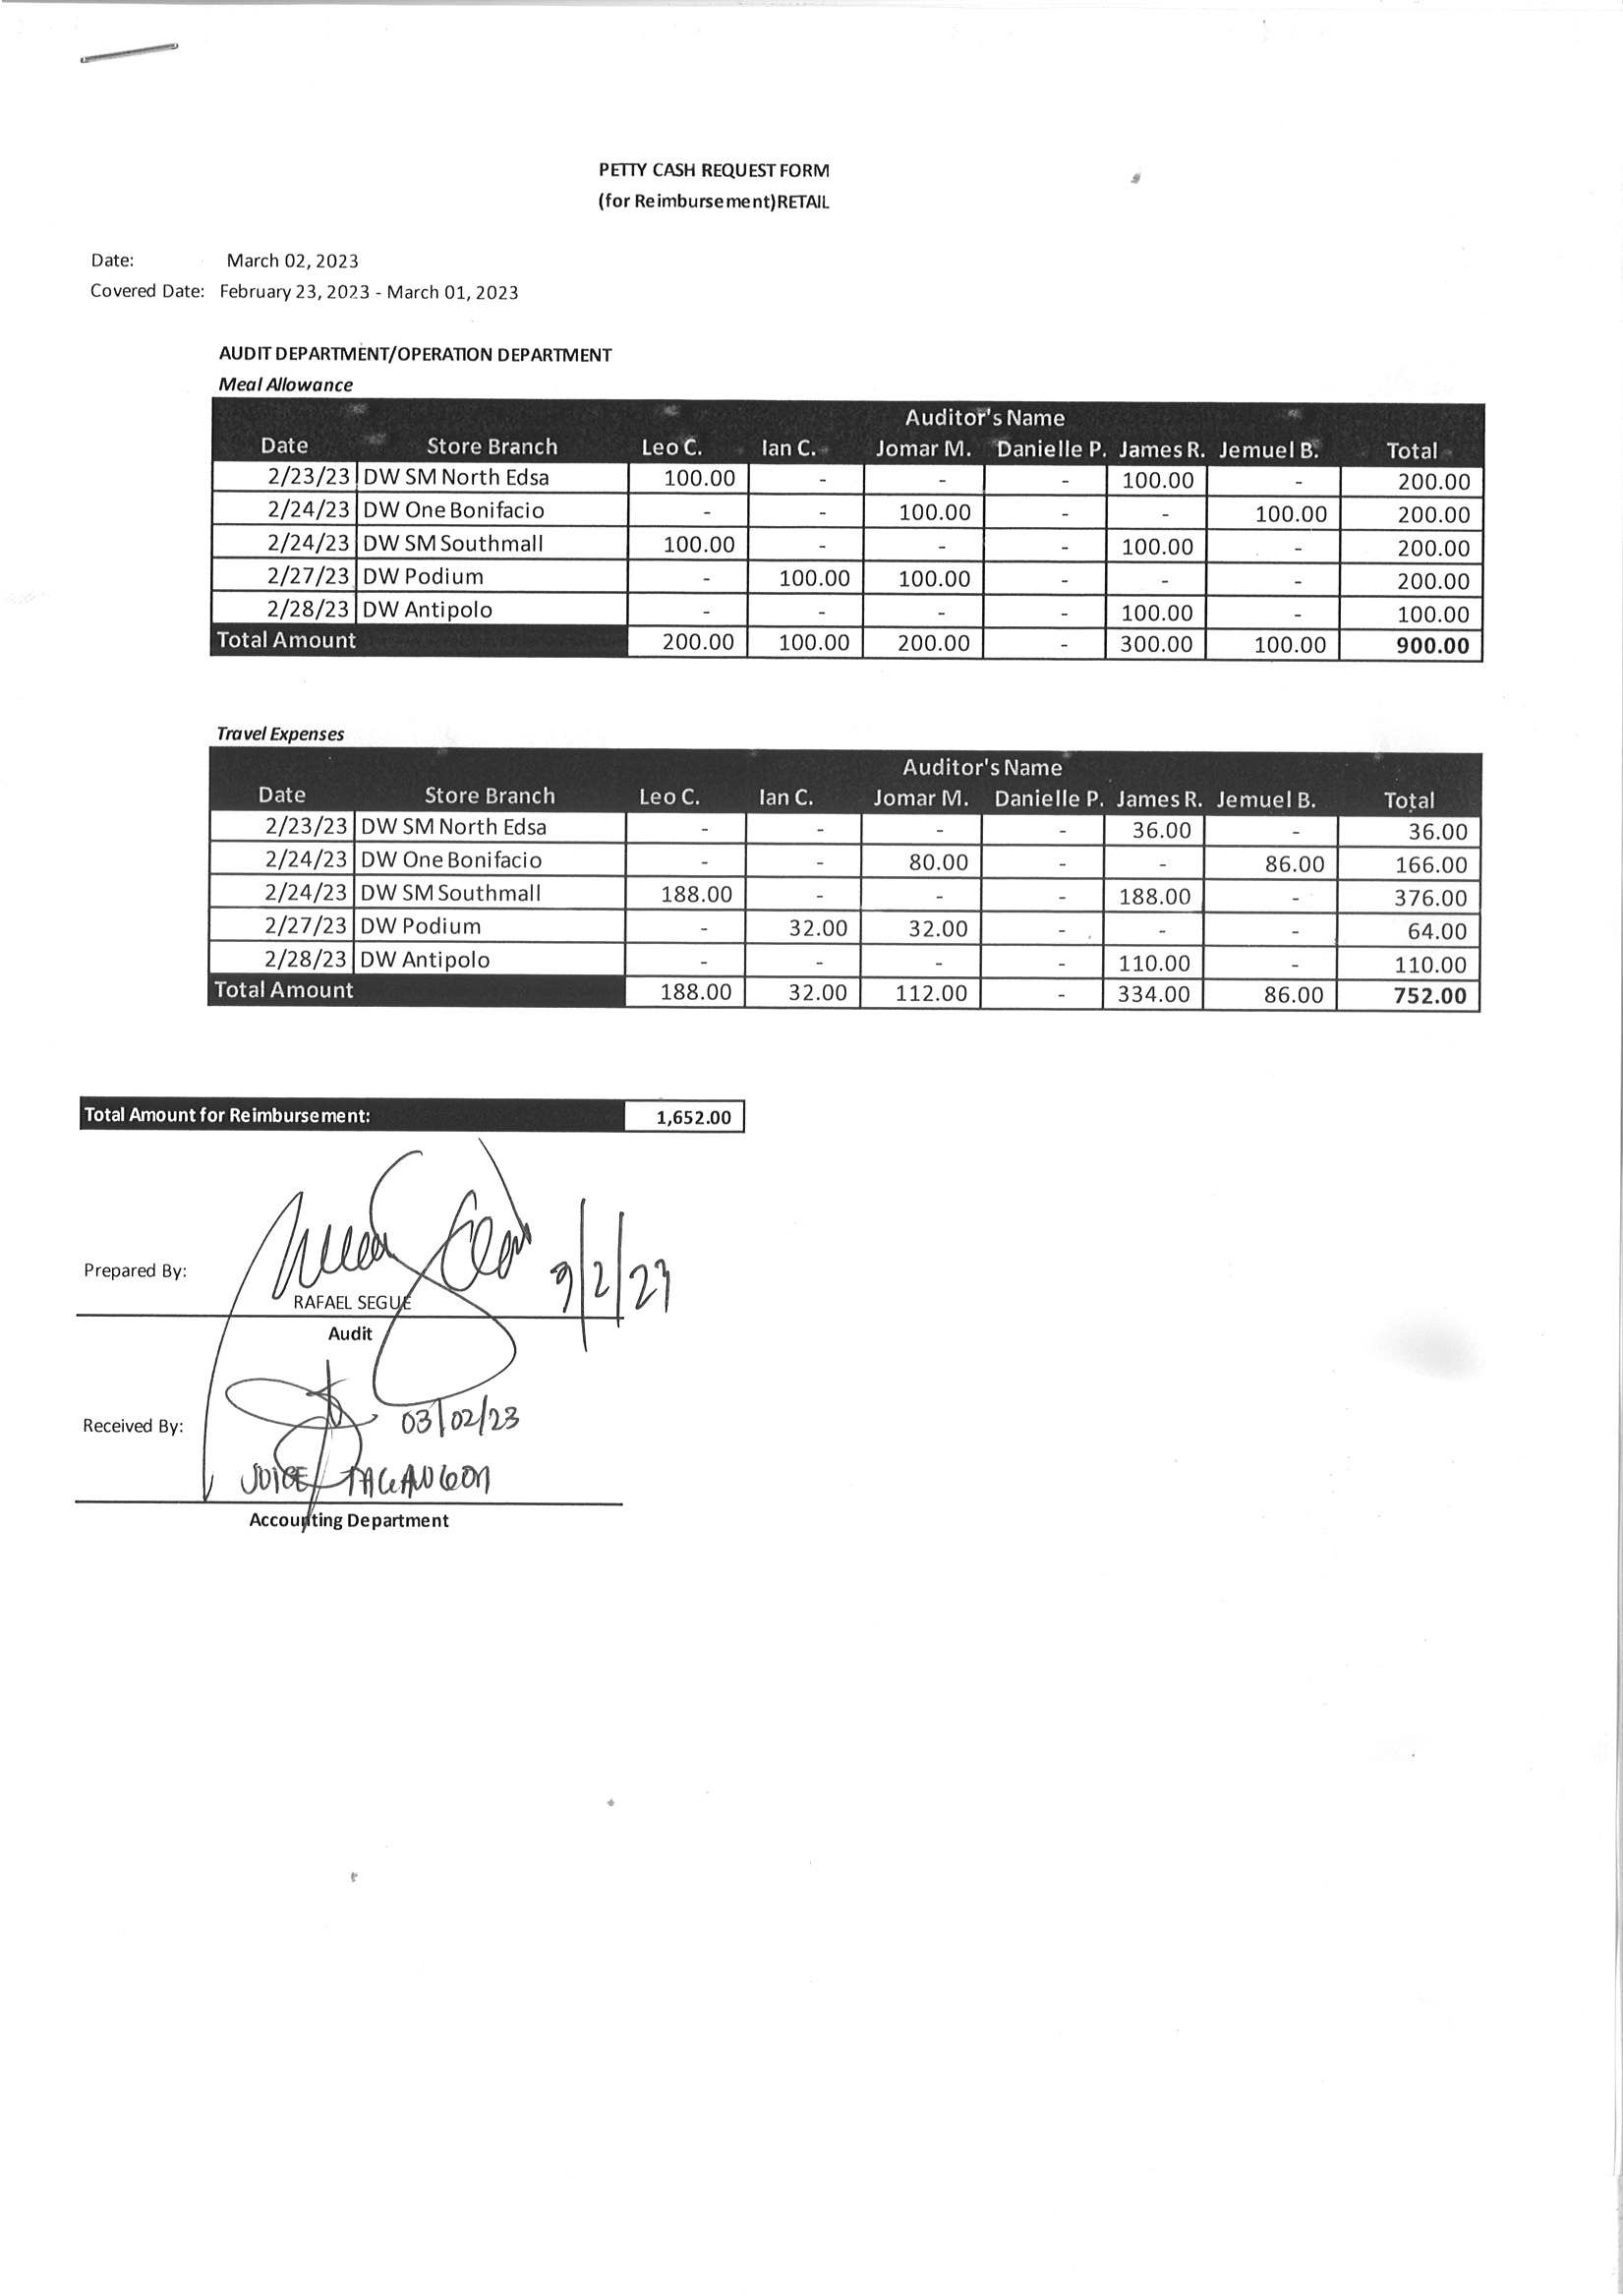 PETTY CASH REQUEST FORM
(for Reimbursement)RETAIL
Date: March 02, 2023
Covered Date: February 23, 2023 - March 01, 2023
AUDIT DEPARTMENT/OPERATION DEPARTMENT
Meal Allowance
Auditor's Name
Date Store Branch Leo C. Ian C. Jomar M. Danielle P. James R. Jemuel B. Total
2/23/23 DW SM North Edsa 100.00 - - - 100.00 - 200.00
2/24/23 DW One Bonifacio - - 100.00 - - 100.00 200.00
2/24/23 DW SM Southmall 100.00 - - - 100.00 - 200.00
2/27/23 DW Podium - 100.00 100.00 - - - 200.00
2/28/23 DW Antipolo - - - - 100.00 - 100.00
Total Amount 200.00 100.00 200.00 - 300.00 100.00 900.00
Travel Expenses
Auditor's Name
Date Store Branch Leo C. Ian C. Jomar M. Danielle P. James R. Jemuel B. Total
2/23/23 DW SM North Edsa - - - - 36.00 - 36.00
2/24/23 DW One Bonifacio - - 80.00 - - 86.00 166.00
2/24/23 DW SM Southmall 188.00 - - - 188.00 - 376.00
2/27/23 DW Podium - 32.00 32.00 - - - 64.00
2/28/23 DW Antipolo - - - - 110.00 - 110.00
Total Amount 188.00 32.00 112.00 - 334.00 86.00 752.00
Total Amount for Reimbursement: 1,652.00
Prepared By:
RAFAEL SEGUE
Audit
Received By: 03/02/23
Accounting Department